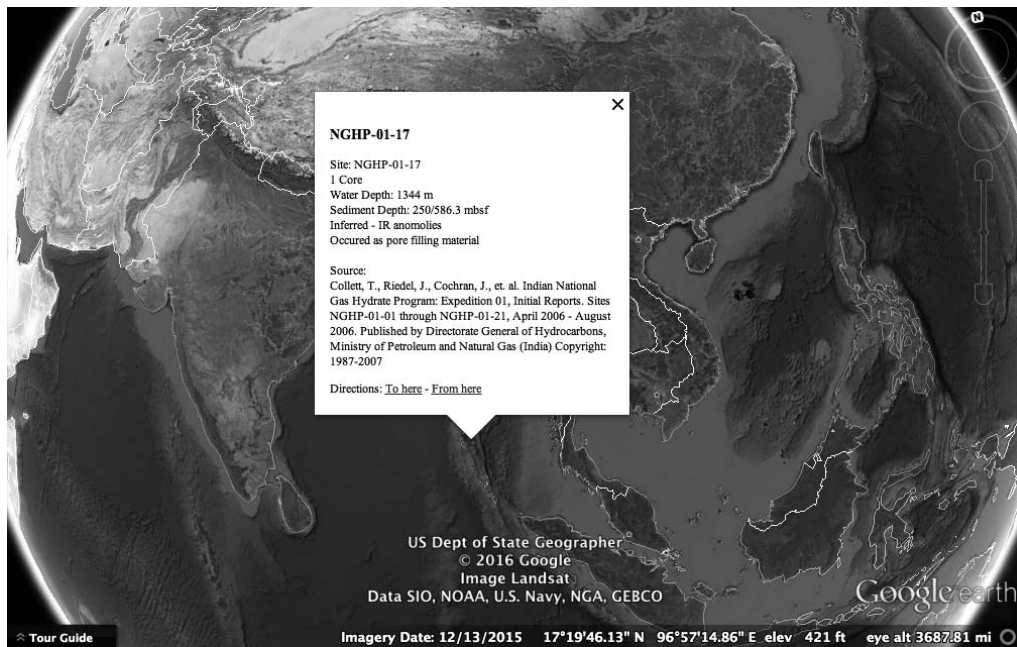 N
NGHP-01-17
Site: NGHP-01-17
1 Core
Water Depth: 1344 m
Sediment Depth: 250/586.3 mbsf
Inferred - IR anomolies
Occured as pore filling material
Source:
Collett, T., Riedel, J., Cochran, J., et. al. Indian National
Gas Hydrate Program: Expedition 01, Initial Reports. Sites
NGHP-01-01 through NGHP-01-21, April 2006 - August
2006. Published by Directorate General of Hydrocarbons,
Ministry of Petroleum and Natural Gas (India) Copyright:
1987-2007
Directions: To here - From here
US Dept of State Geographer
© 2016 Google
Image Landsat
Data SIO, NOAA, U.S. Navy, NGA, GEBCO
Google earth
Tour Guide
Imagery Date: 12/13/2015 17°19'46.13" N 96°57'14.86" E elev 421 ft eye alt 3687.81 mi